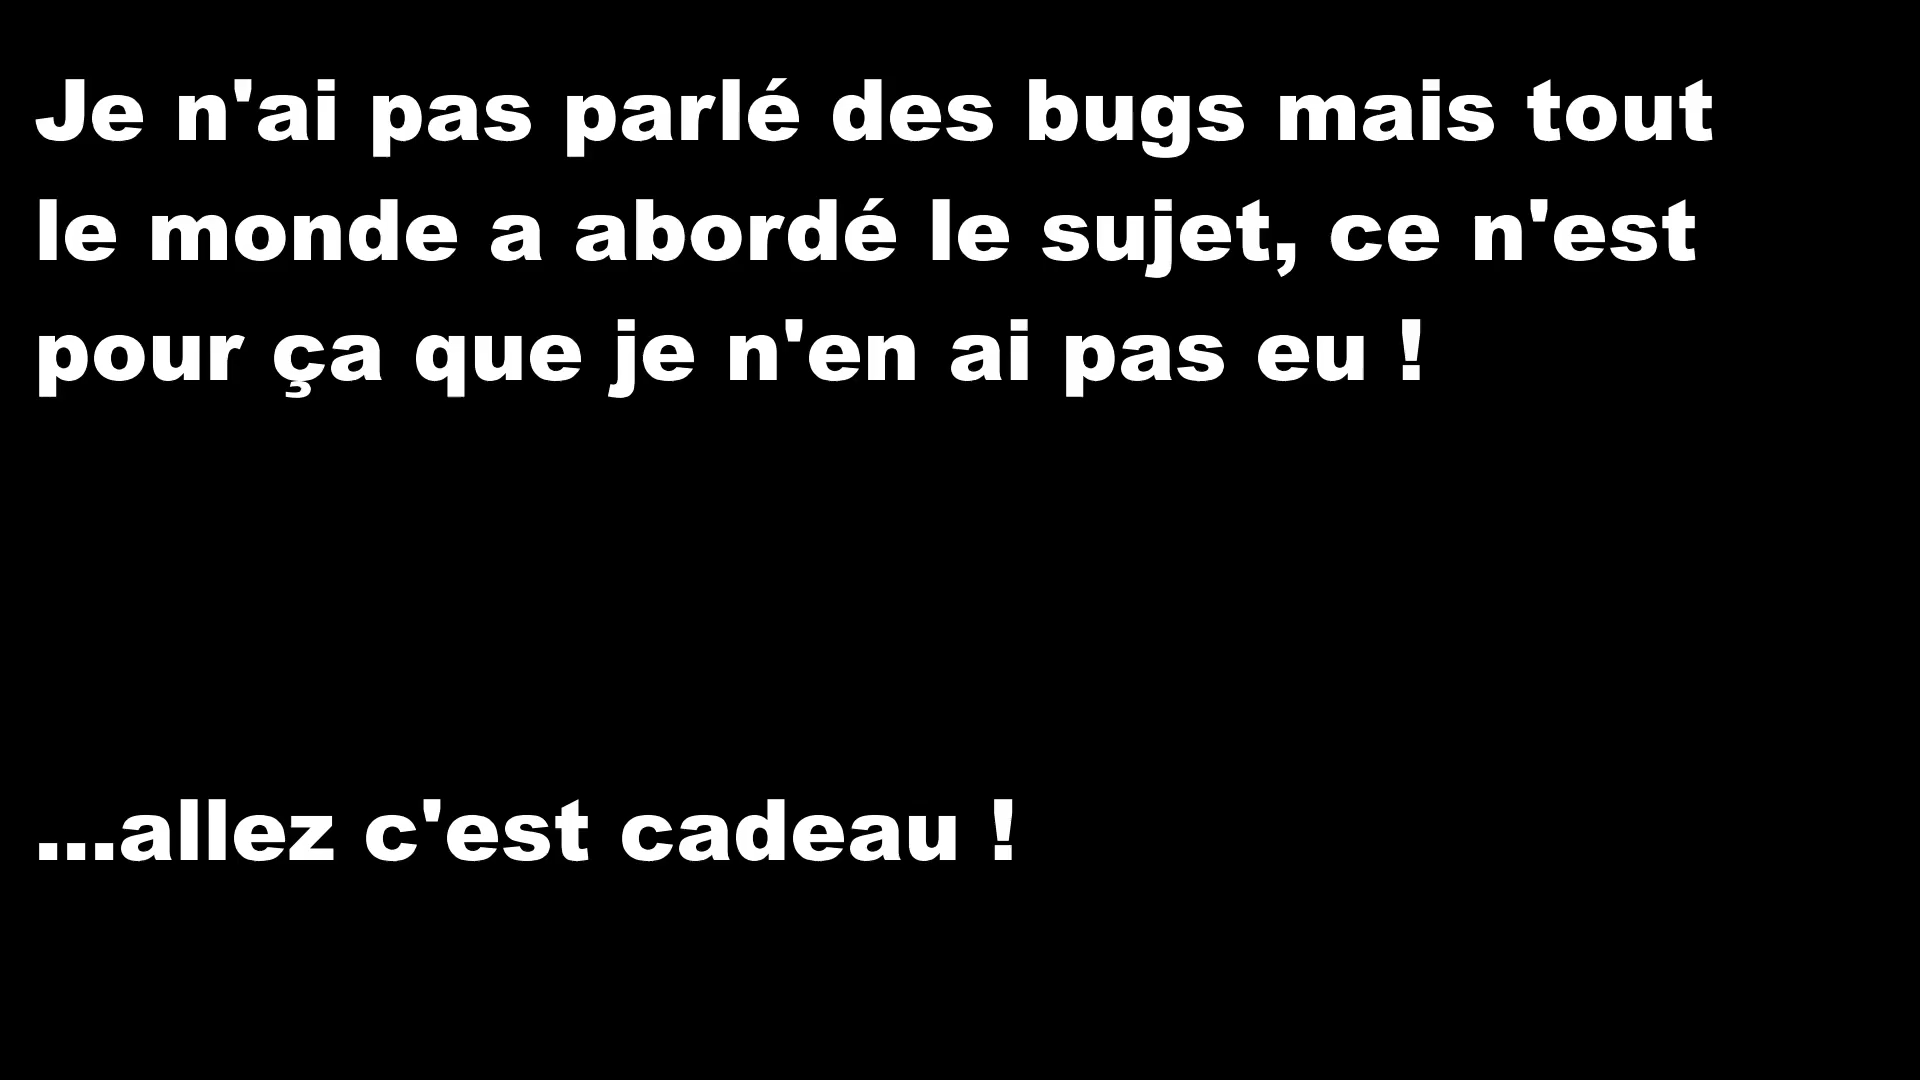 Je n'ai pas parlé des bugs mais tout
le monde a abordé le sujet, ce n'est
pour ça que je n'en ai pas eu !
...allez c'est cadeau !